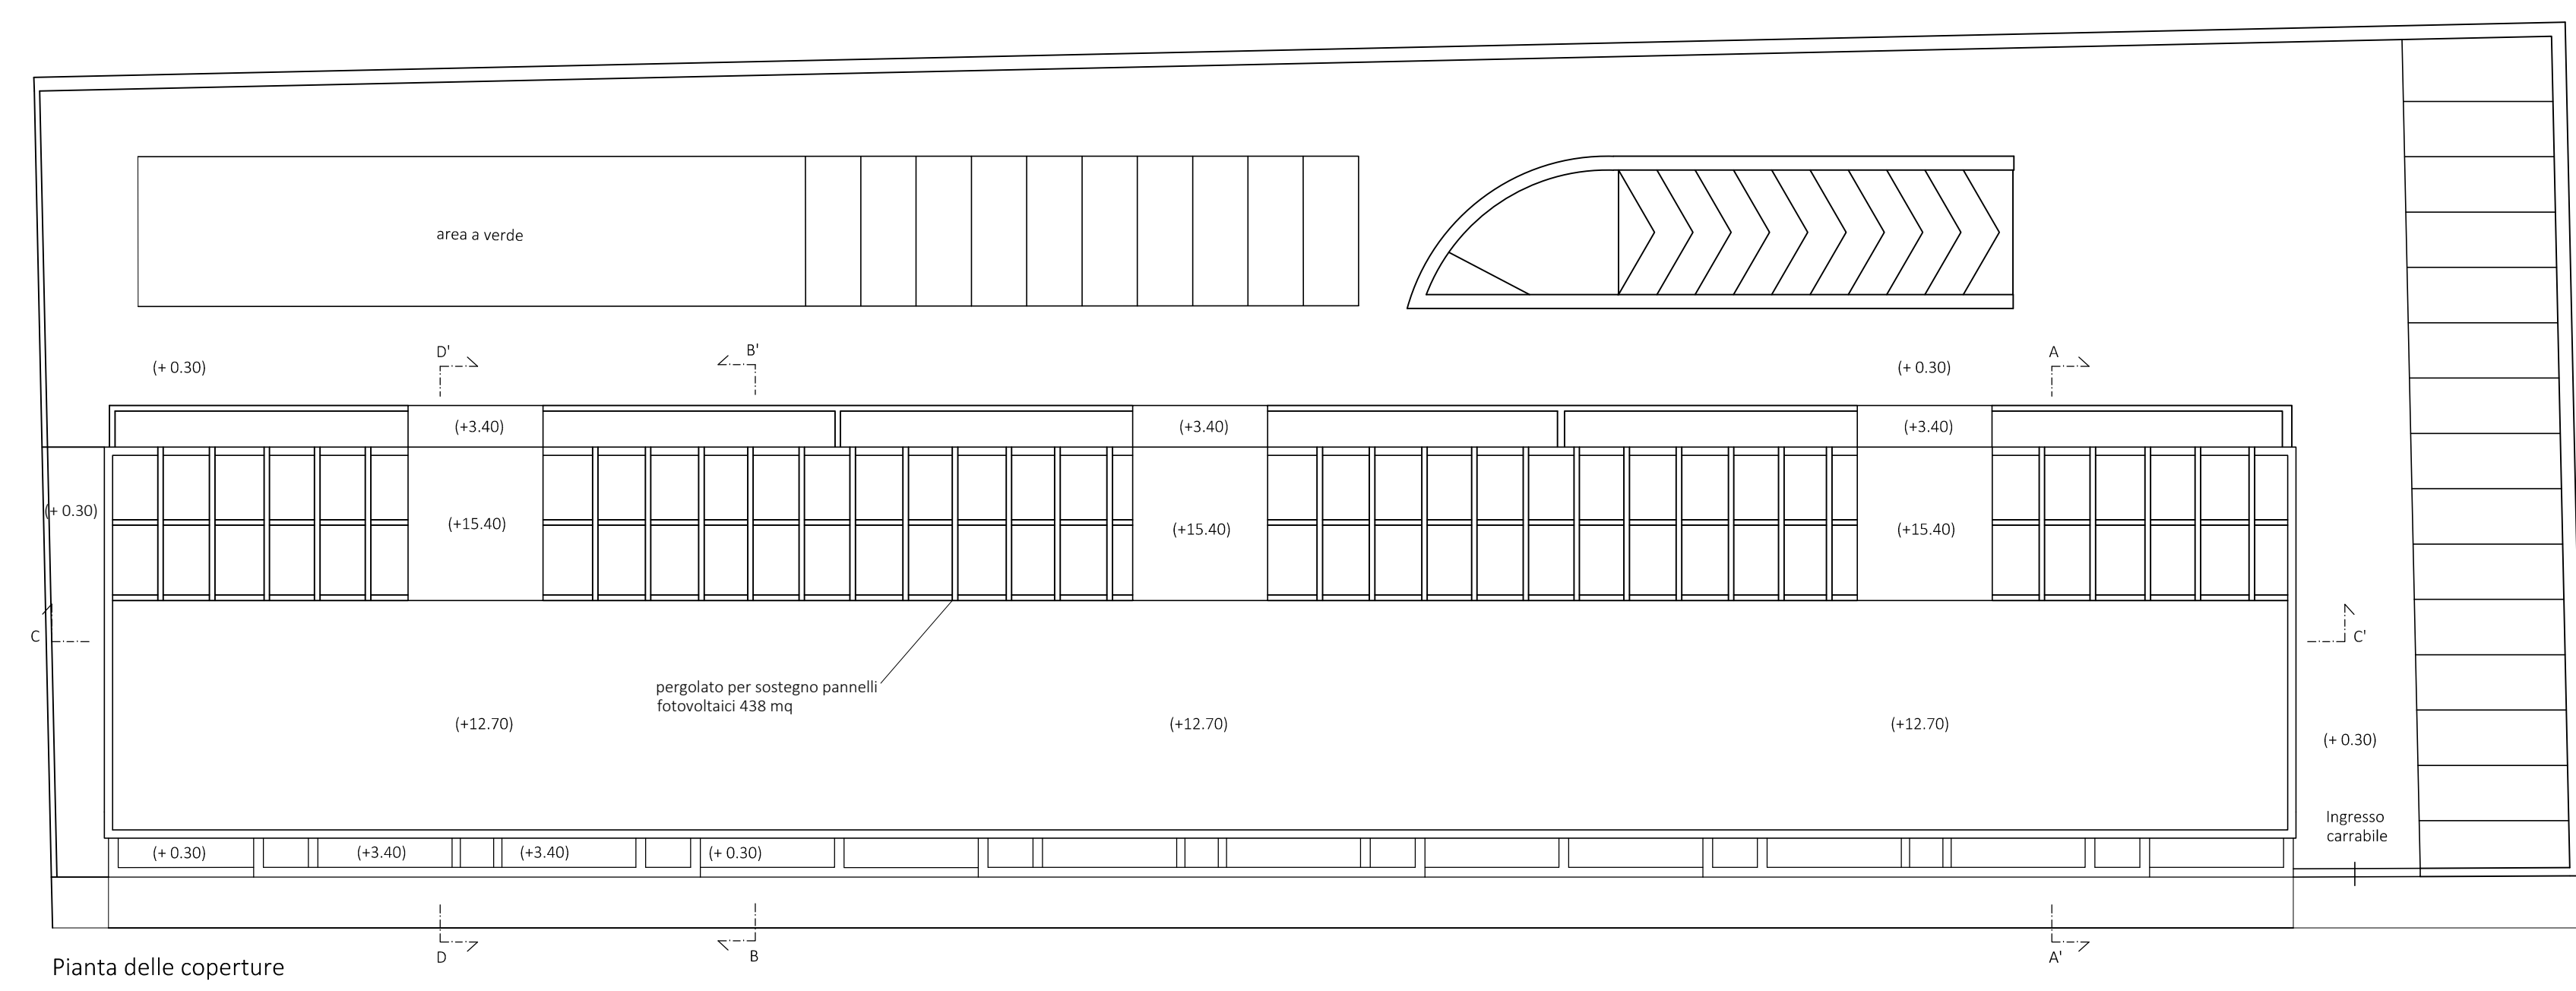 area a verde
D'
B'
A
(+ 0.30)
(+ 0.30)
(+3.40)
(+3.40)
(+3.40)
(+ 0.30)
(+15.40)
(+15.40)
(+15.40)
C
C'
pergolato per sostegno pannelli
fotovoltaici 438 mq
(+12.70)
(+12.70)
(+12.70)
(+ 0.30)
Ingresso
carrabile
(+ 0.30)
(+3.40)
(+3.40)
(+ 0.30)
D
B
A'
Pianta delle coperture